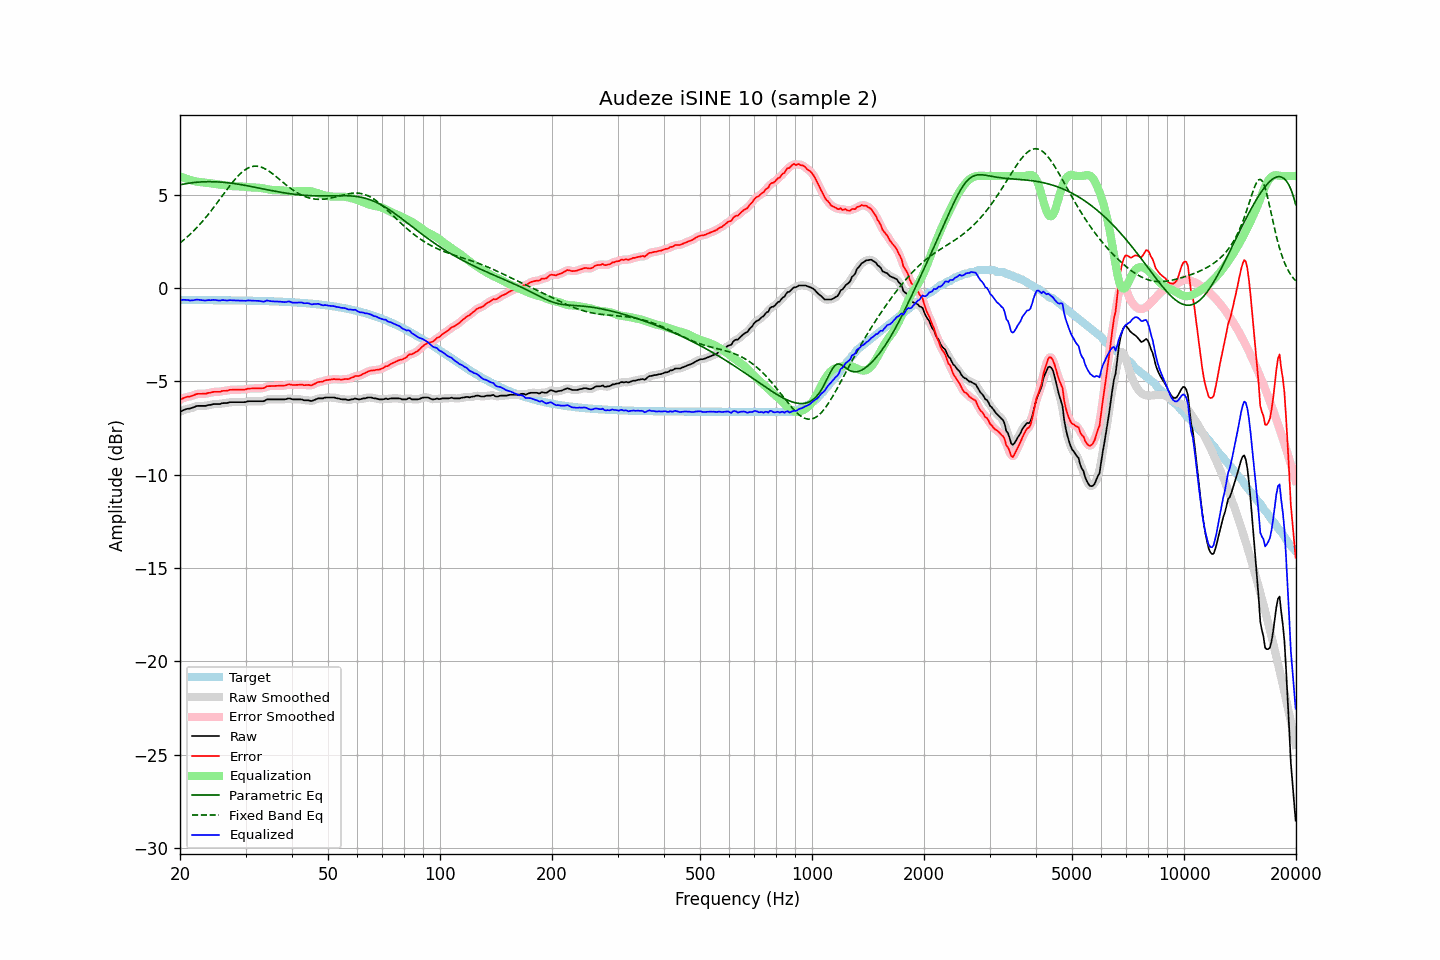 Audeze iSINE 10 (sample 2)
Amplitude (dBr)
5
0
−5
−10
−15
−20
−25
−30
Target
Raw Smoothed
Error Smoothed
Raw
Error
Equalization
Parametric Eq
Fixed Band Eq
Equalized
20 50 100 200 500 1000 2000 5000 10000 20000
Frequency (Hz)